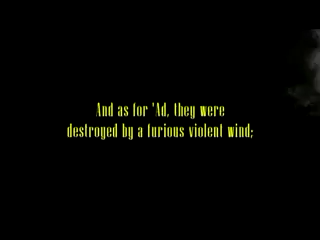 And as for 'Ad, they were
destroyed by a furious violent wind;